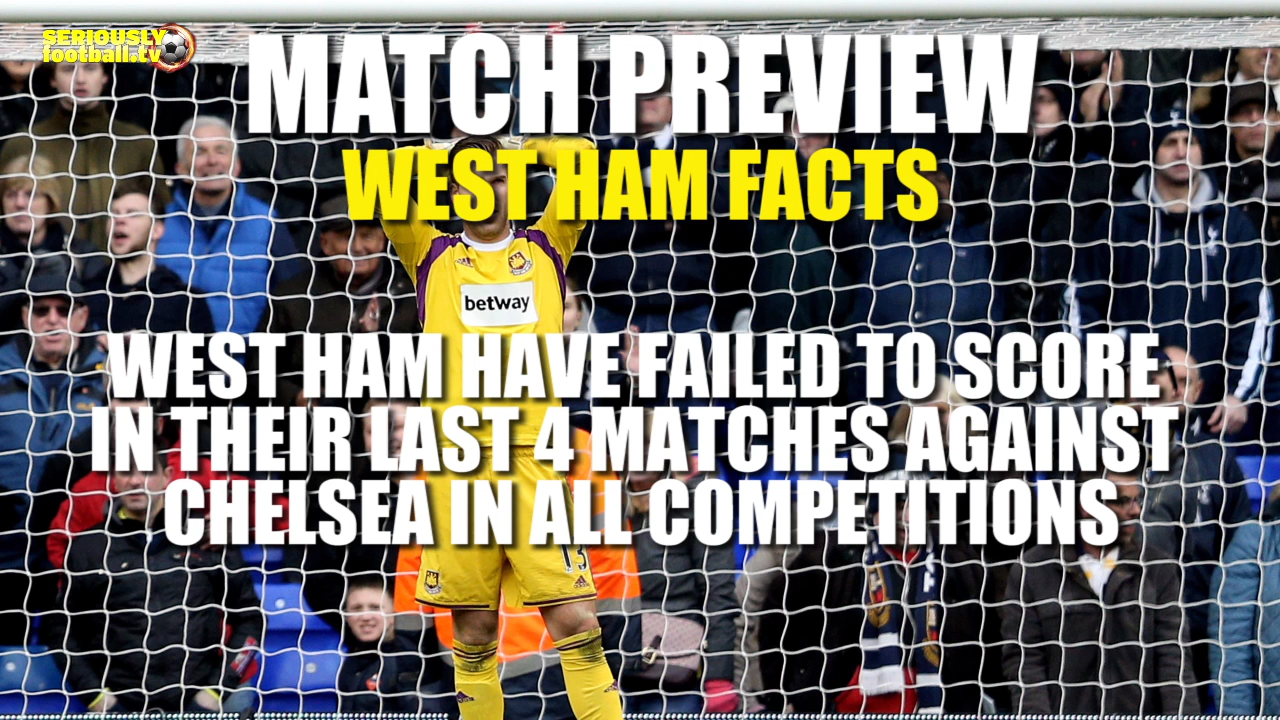 SERIOUSLY
football.tv
MATCH PREVIEW
WEST HAM FACTS
betway
WEST HAM HAVE FAILED TO SCORE
IN THEIR LAST 4 MATCHES AGAINST
CHELSEA IN ALL COMPETITIONS
13